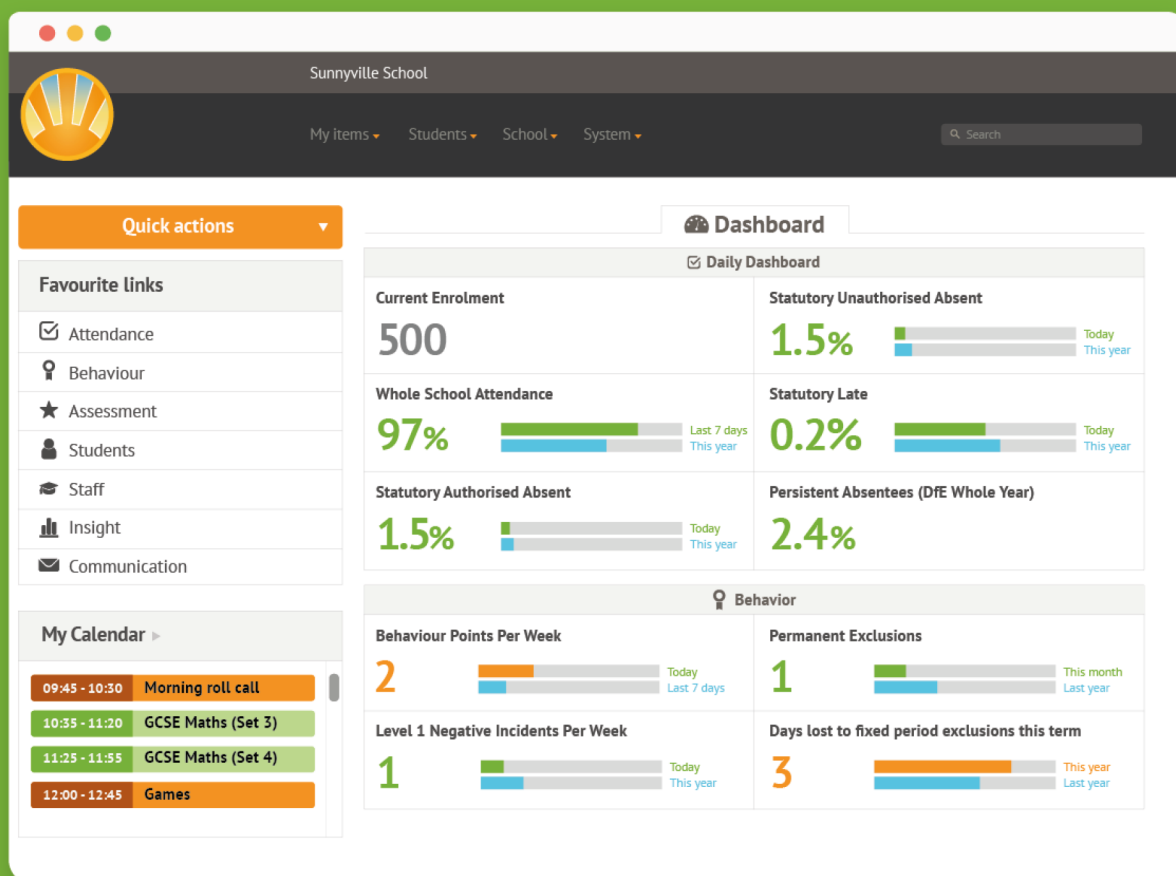 Sunnyville School
My items
Students
School
System
Search
Quick actions
Favourite links
Attendance
Behaviour
Assessment
Students
Staff
Insight
Communication
My Calendar
09:45 - 10:30 Morning roll call
10:35 - 11:20 GCSE Maths (Set 3)
11:25 - 11:55 GCSE Maths (Set 4)
12:00 - 12:45 Games
Dashboard
Daily Dashboard
Current Enrolment
500
Statutory Unauthorised Absent
1.5%
Today
This year
Whole School Attendance
97%
Last 7 days
This year
Statutory Late
0.2%
Today
This year
Statutory Authorised Absent
1.5%
Today
This year
Persistent Absentees (DfE Whole Year)
2.4%
Behavior
Behaviour Points Per Week
2
Today
Last 7 days
Permanent Exclusions
1
This month
Last year
Level 1 Negative Incidents Per Week
1
Today
This year
Days lost to fixed period exclusions this term
3
This year
Last year